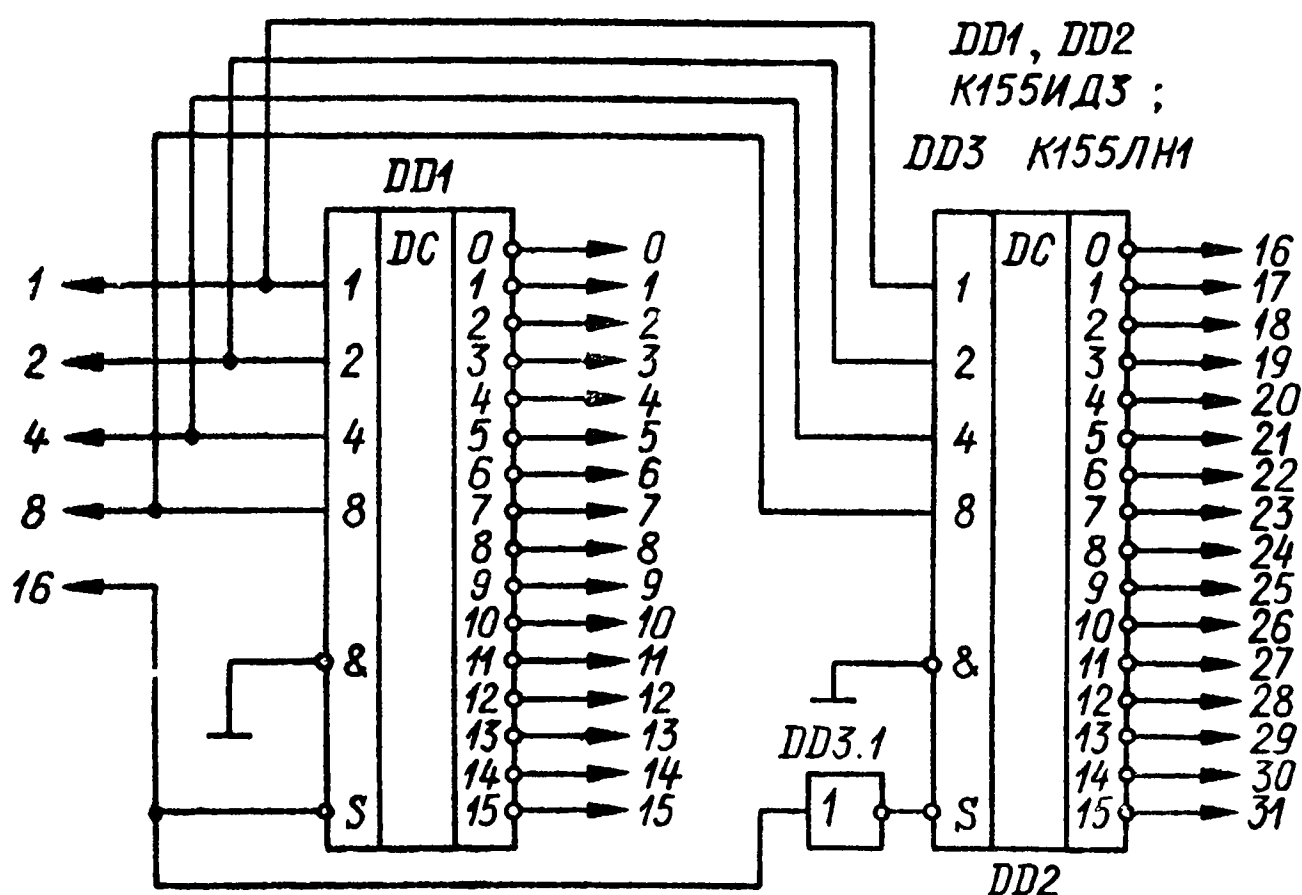 DD1, DD2
К155ИД3 ;
DD3 К155ЛН1
DD1
DC 0 0 DC 0 16
1 1 1 1 1 1 17
2 2 2 18
2 2 3 3 2 3 19
4 4 4 20
4 4 5 5 4 5 21
6 6 6 22
8 8 7 7 8 7 23
8 8 8 24
16 9 9 9 25
10 10 10 26
& 11 11 & 11 27
12 12 12 28
13 13 DD3.1 13 29
14 14 14 30
S 15 15 1 S 15 31
DD2